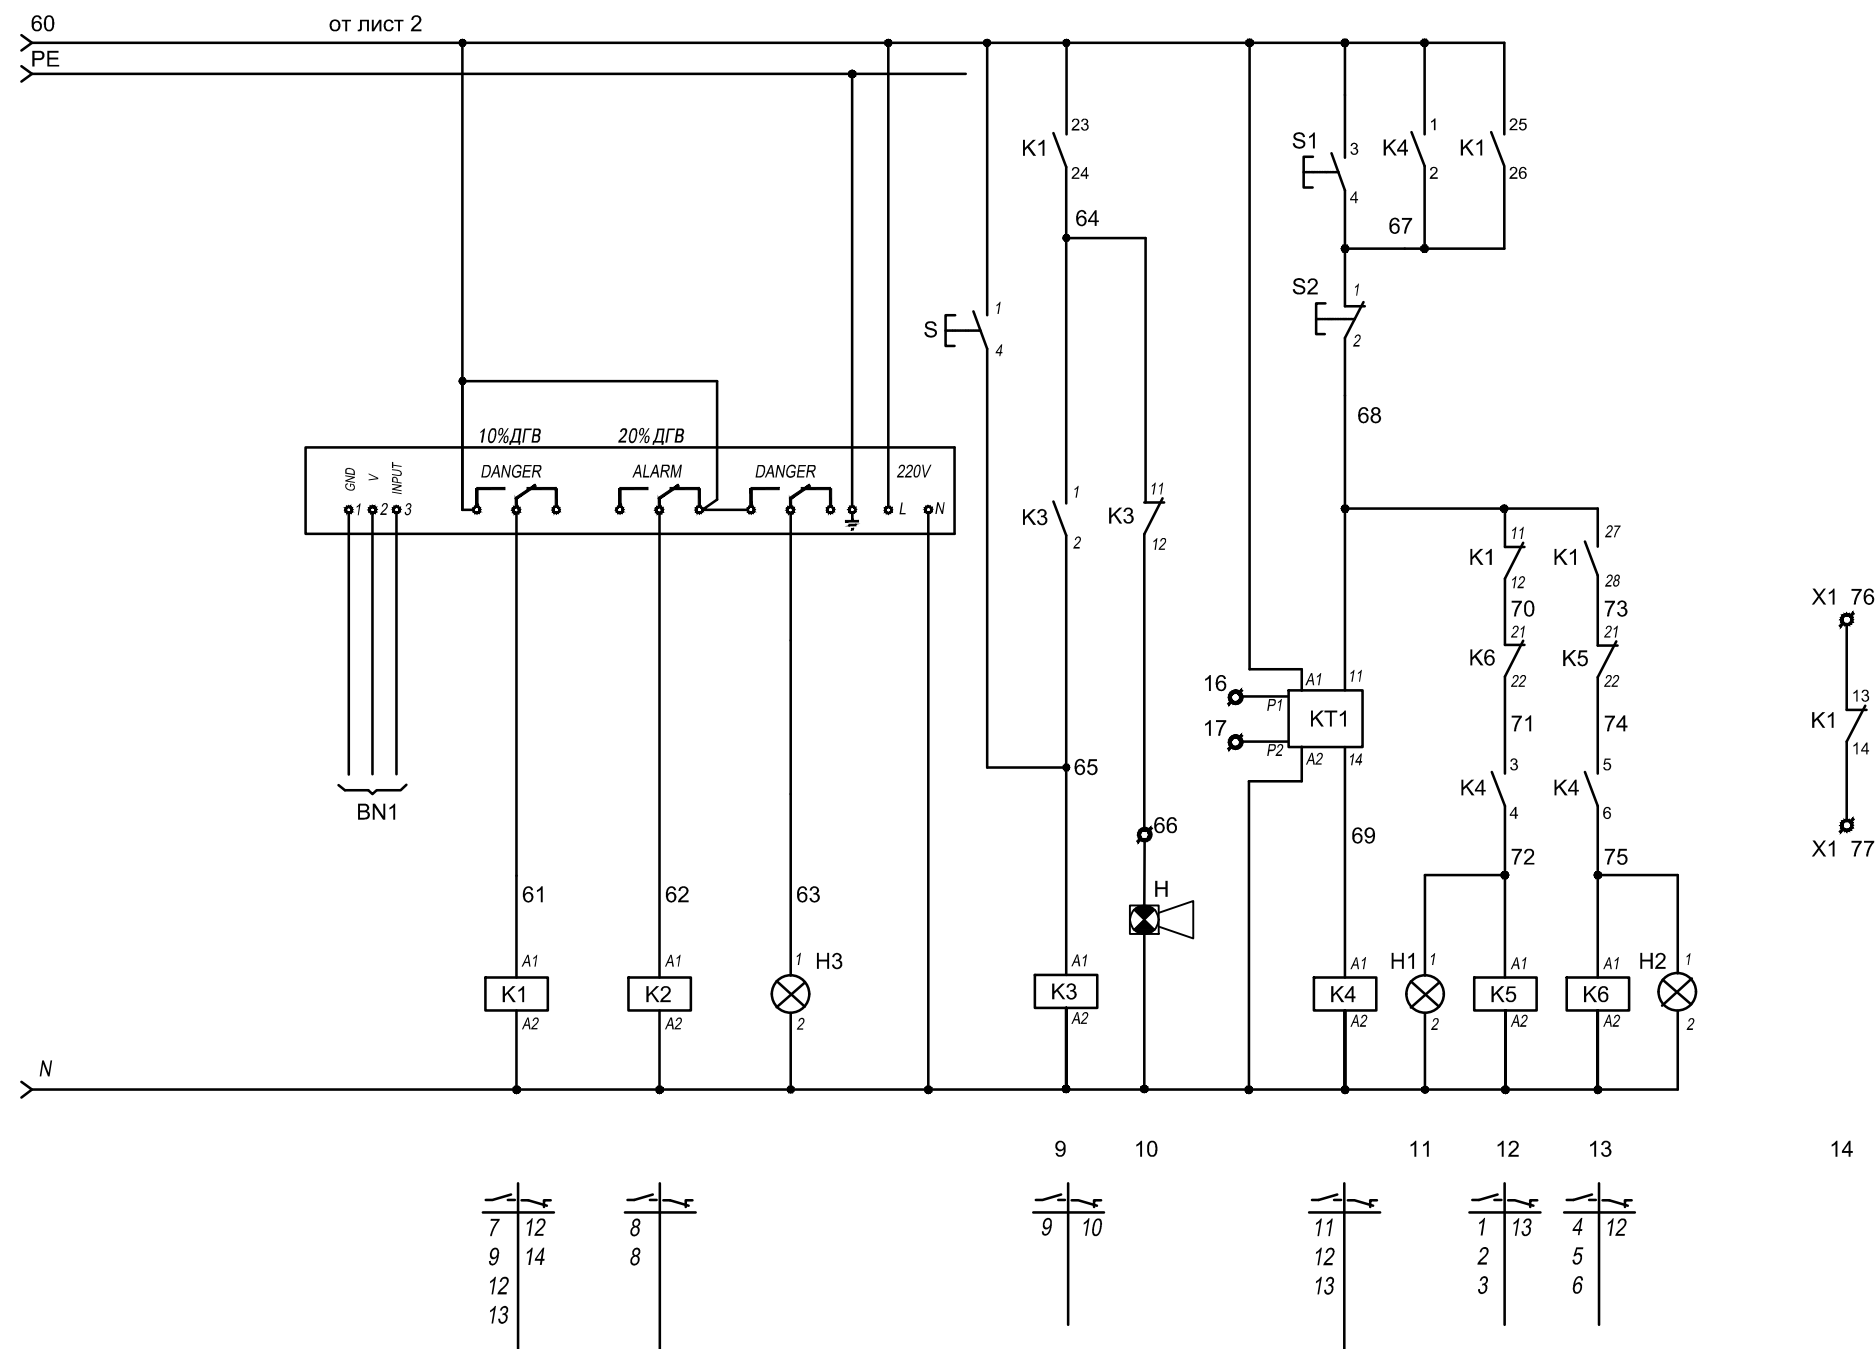 60
от лист 2
PE
K1 23
24
S1 3
4
K4 1
2
K1 25
26
64
67
S 1
4
S2 1
2
68
10%ДГВ
20%ДГВ
GND
V
INPUT
DANGER
ALARM
DANGER
220V
1 2 3
L
N
K3 1
2
K3 11
12
K1 11
12
K1 27
28
70
73
K6 21
22
K5 21
22
71
74
X1 76
K1 13
14
X1 77
16
17
P1
P2
A1
11
KT1
A2
14
65
K4 3
4
K4 5
6
BN1
66
69
72
75
61
62
63
H
A1
K1
A2
A1
K2
A2
1
H3
2
A1
K3
A2
A1
K4
A2
H1 1
2
A1
K5
A2
A1
K6
A2
H2 1
2
N
9
10
11
12
13
14
7 12
9 14
12
13
8
8
9 10
11
12
13
1 13
2
3
4 12
5
6